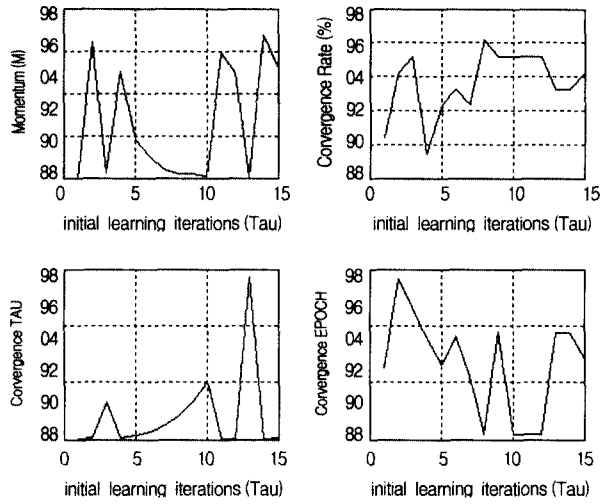 98
96
04
92
90
88
Momentum (M)
0 5 10 15
initial learning iterations (Tau)
98
96
04
92
90
88
Convergence Rate (%)
0 5 10 15
initial learning iterations (Tau)
98
96
04
92
90
88
Convergence TAU
0 5 10 15
initial learning iterations (Tau)
98
96
04
92
90
88
Convergence EPOCH
0 5 10 15
initial learning iterations (Tau)